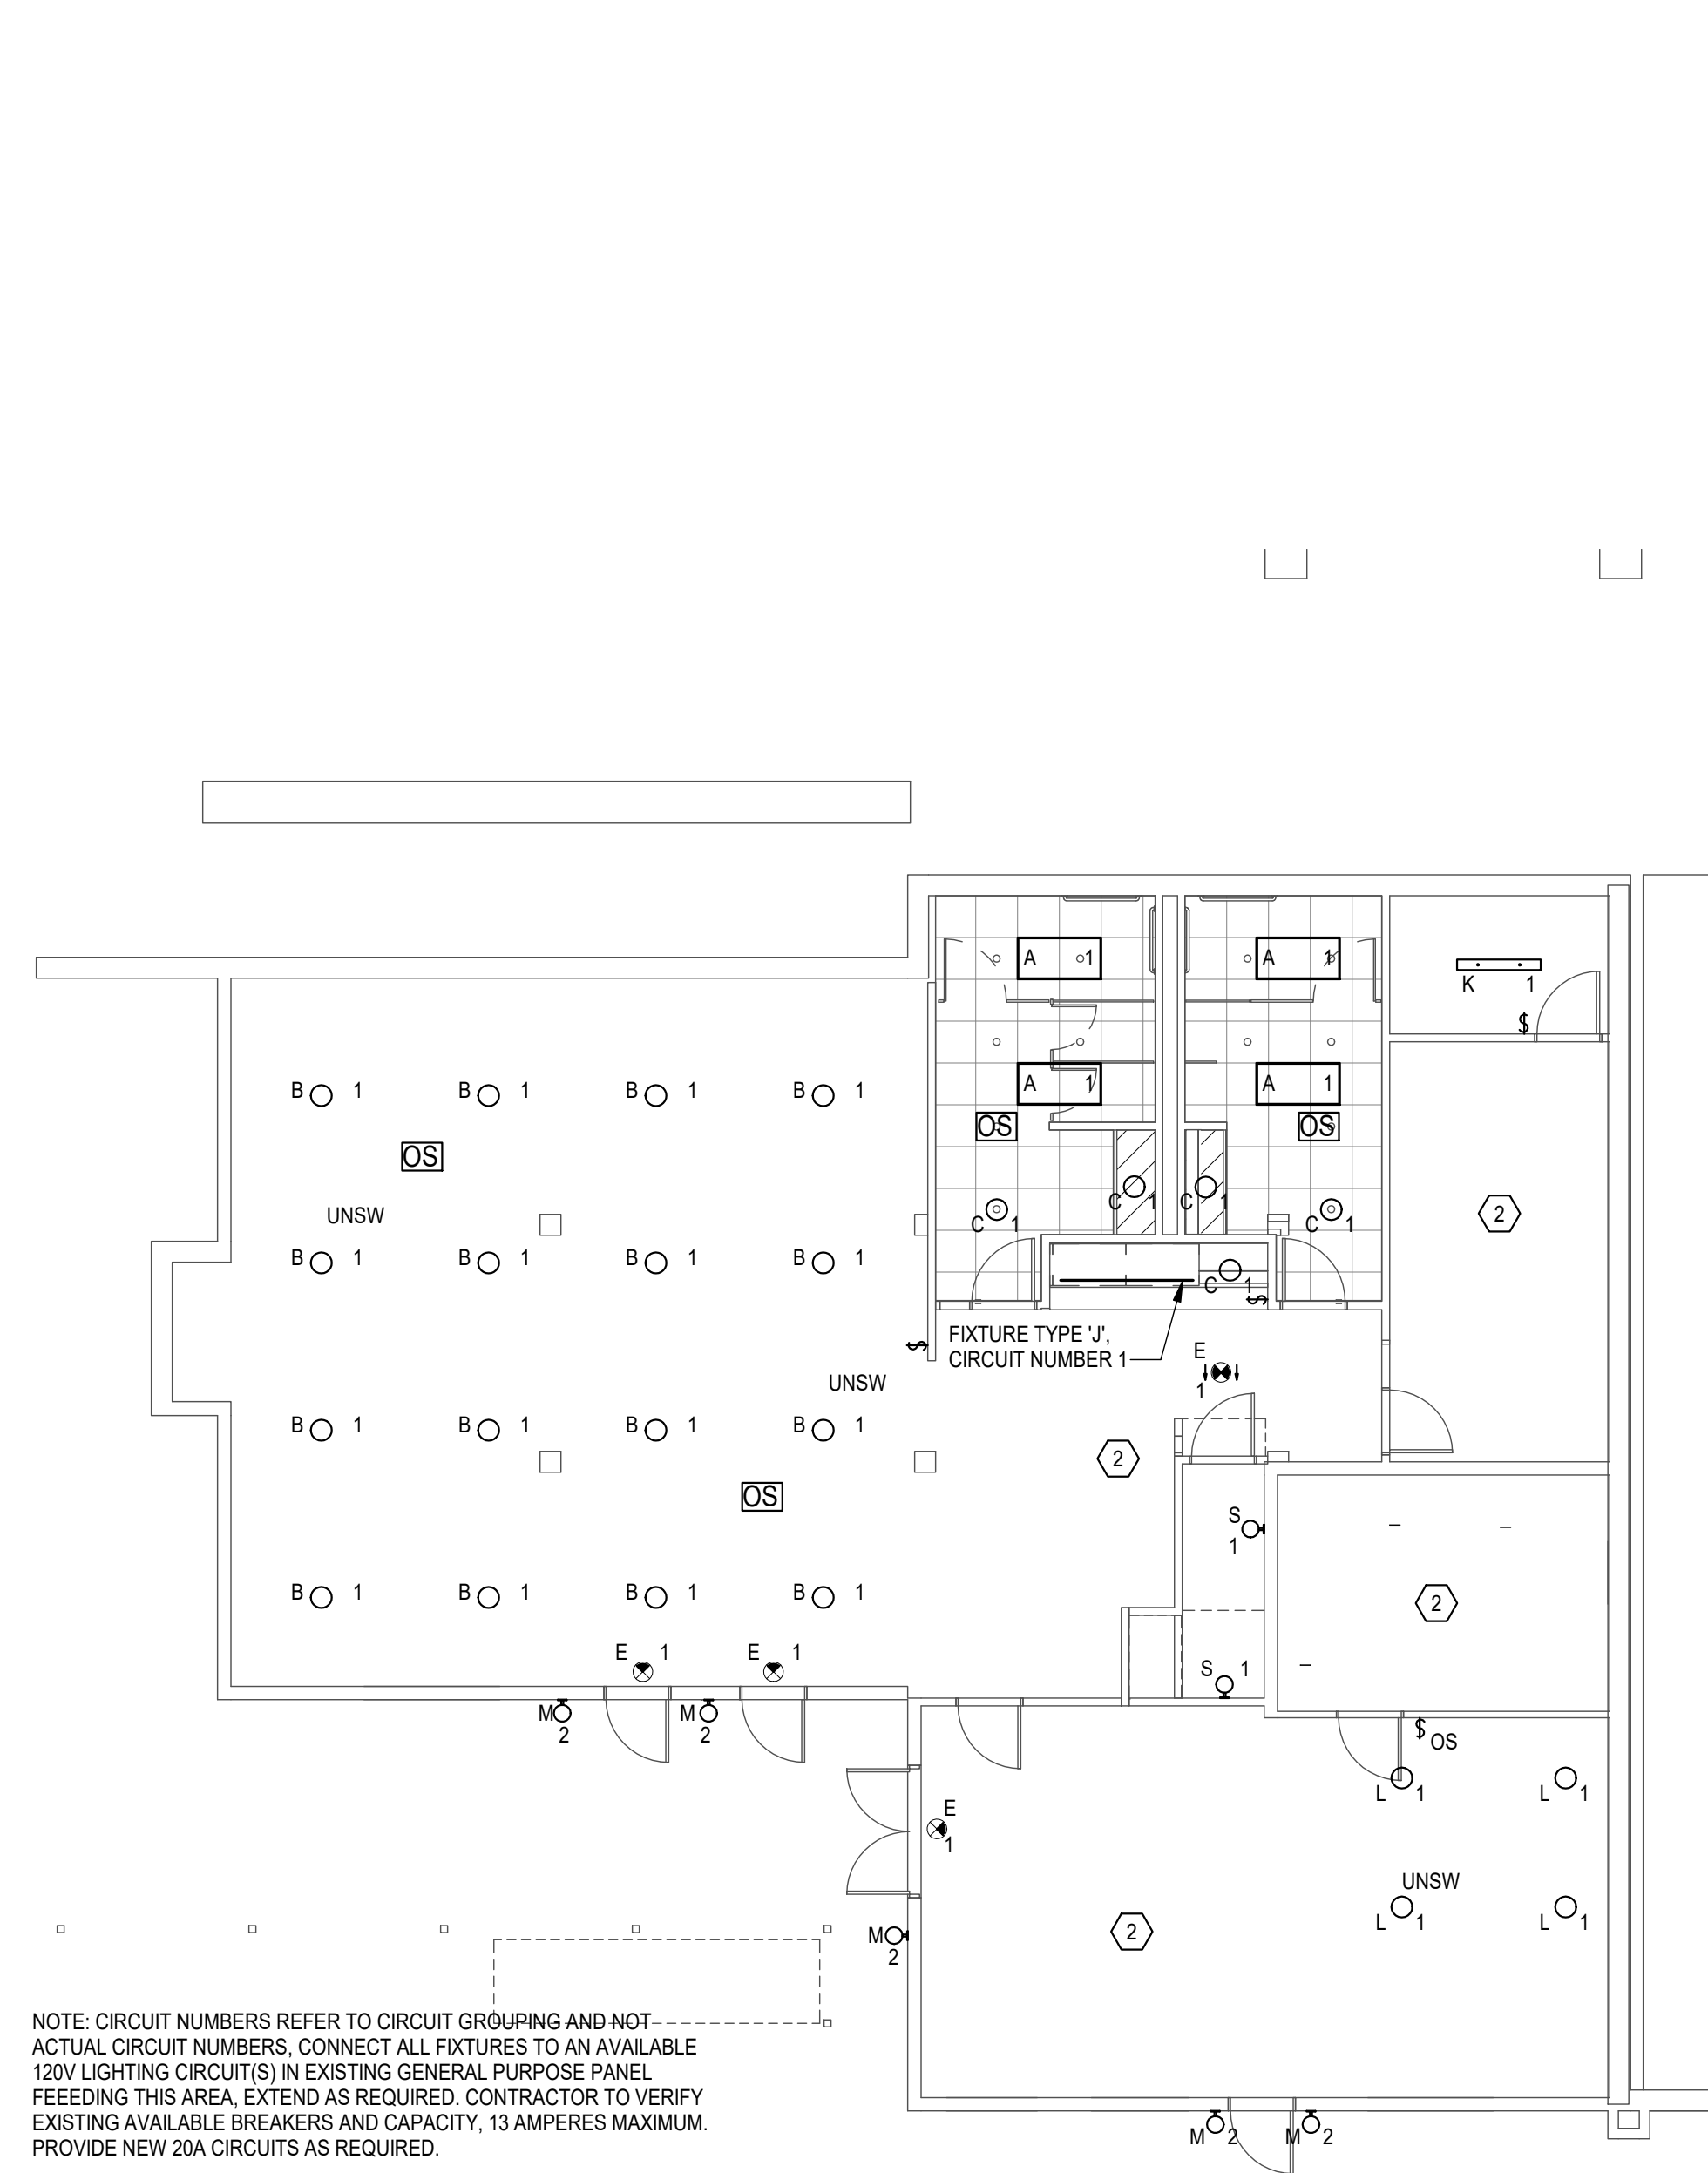 A 1 A 1
K 1
$
A 1 A 1
B 1 B 1 B 1 B 1
OS OS
OS
C 1 C 1
UNSW
C 1 C 1
2
B 1 B 1 B 1 B 1
C 1
$
FIXTURE TYPE 'J',
CIRCUIT NUMBER 1
$
E
1
UNSW
B 1 B 1 B 1 B 1
2
OS
S
1
B 1 B 1 B 1 B 1
2
E 1 E 1
S 1
M
2
M
2
$ OS
L 1 L 1
E
1
UNSW
L 1 L 1
M
2
2
NOTE: CIRCUIT NUMBERS REFER TO CIRCUIT GROUPING AND NOT
ACTUAL CIRCUIT NUMBERS, CONNECT ALL FIXTURES TO AN AVAILABLE
120V LIGHTING CIRCUIT(S) IN EXISTING GENERAL PURPOSE PANEL
FEEEDING THIS AREA, EXTEND AS REQUIRED. CONTRACTOR TO VERIFY
EXISTING AVAILABLE BREAKERS AND CAPACITY, 13 AMPERES MAXIMUM.
PROVIDE NEW 20A CIRCUITS AS REQUIRED.
M 2 M 2